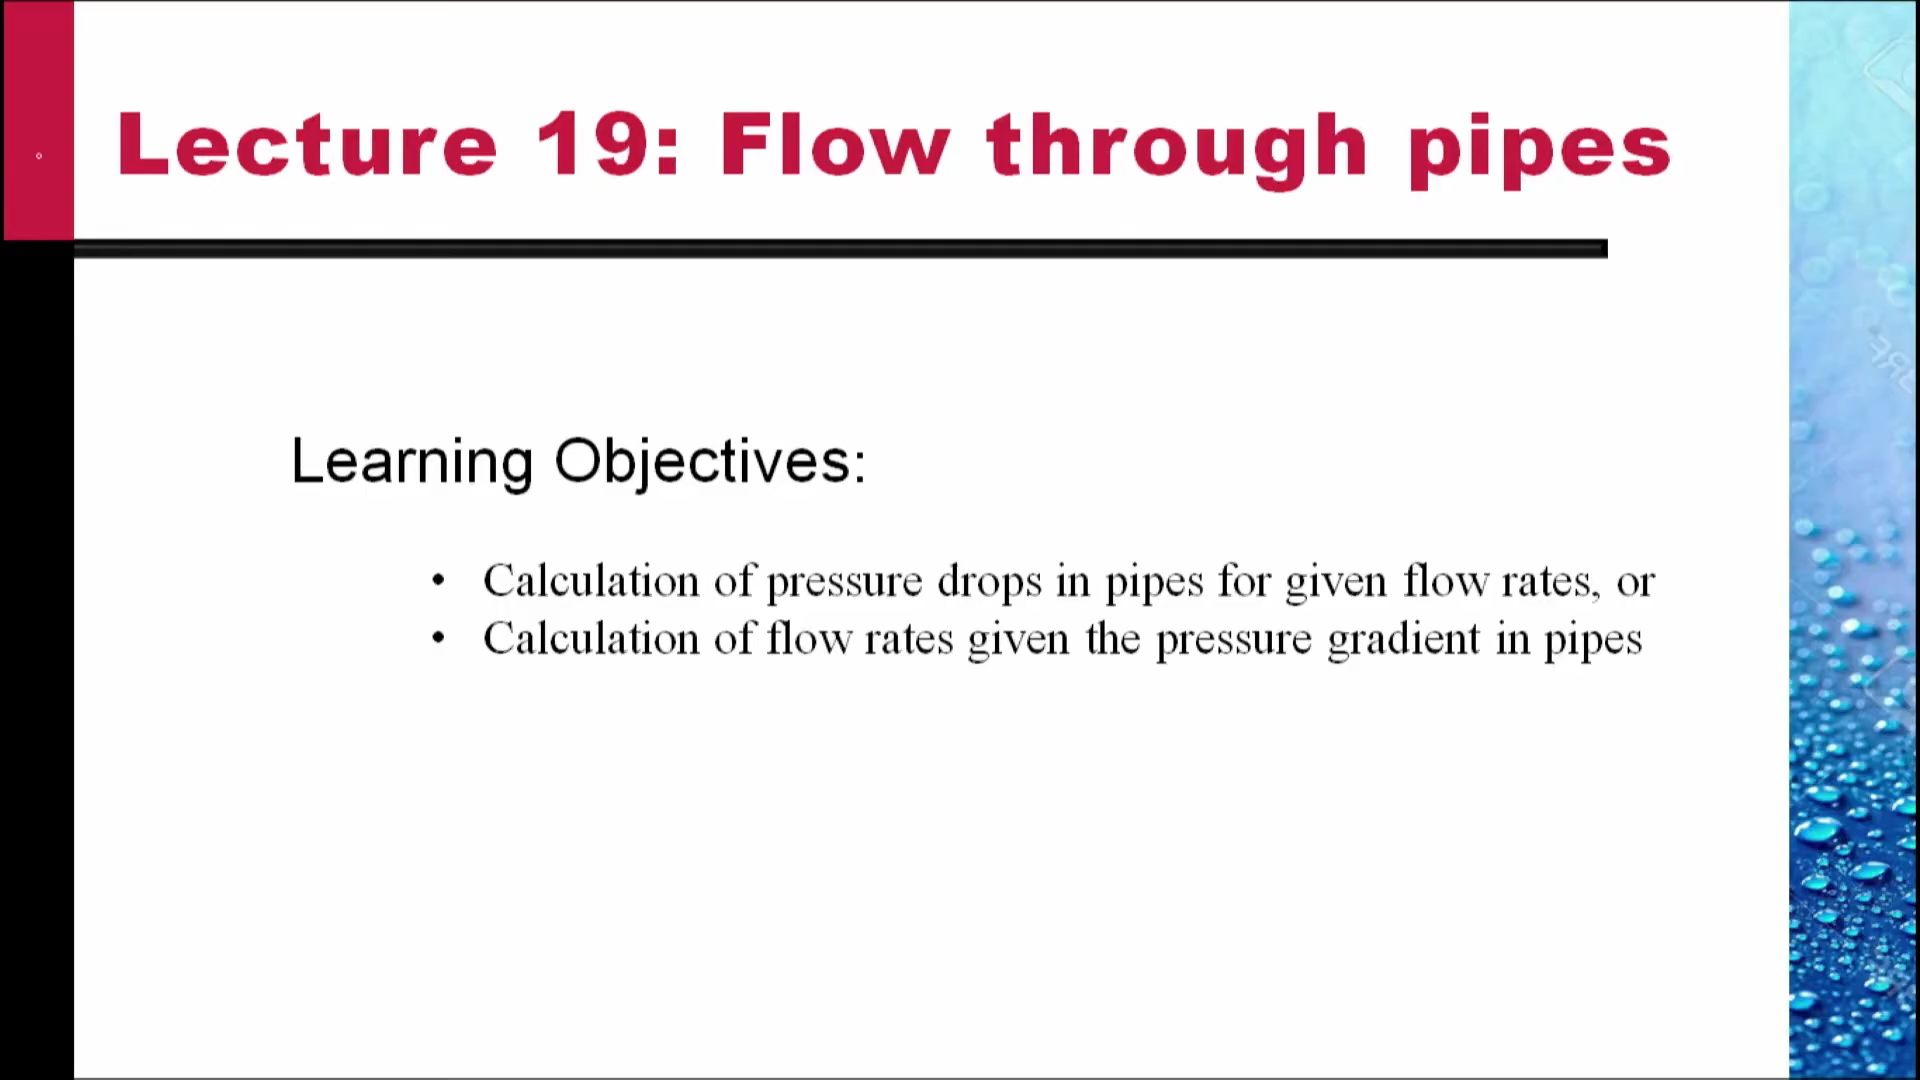 Lecture 19: Flow through pipes
Learning Objectives:
• Calculation of pressure drops in pipes for given flow rates, or
• Calculation of flow rates given the pressure gradient in pipes